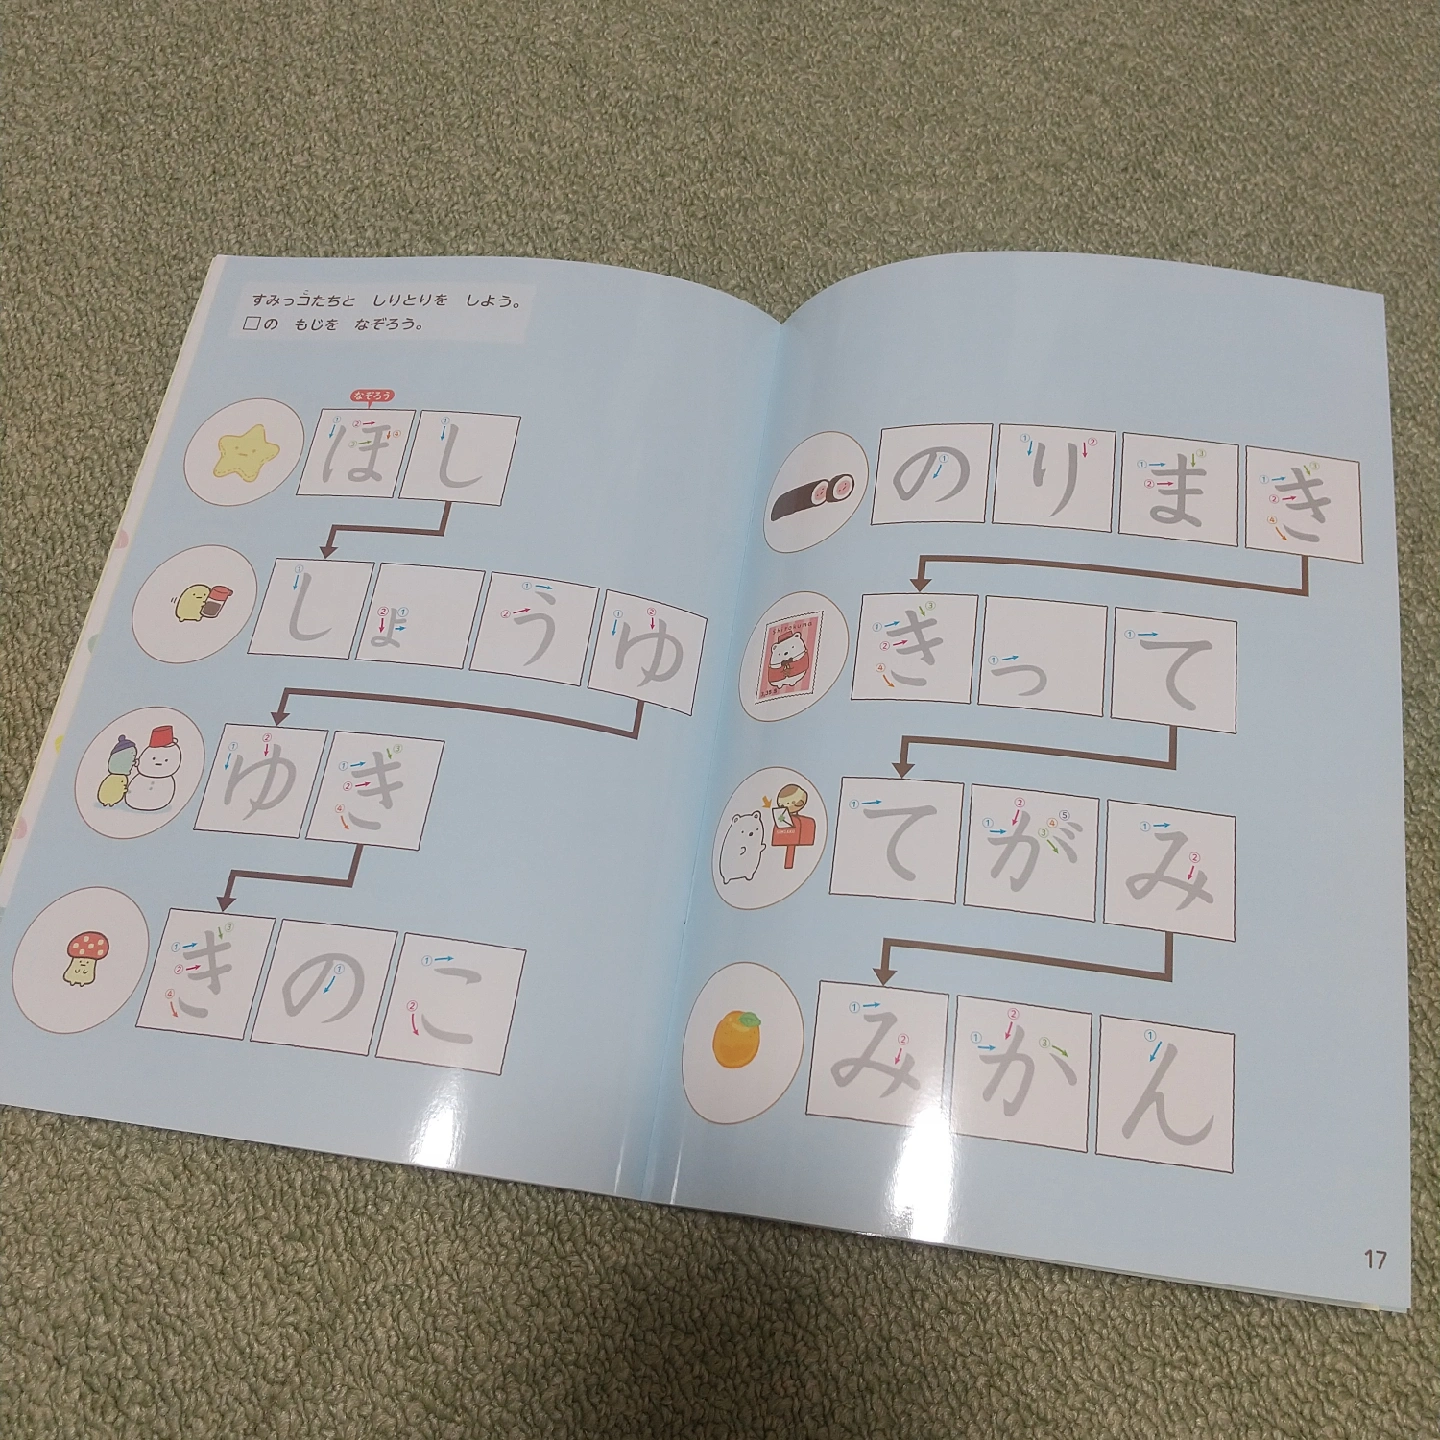 すみっコたちと しりとりを しよう。
□の もじを なぞろう。
なぞろう
ほし
しょうゆ
ゆき
きのこ
のりまき
きって
てがみ
みかん
17